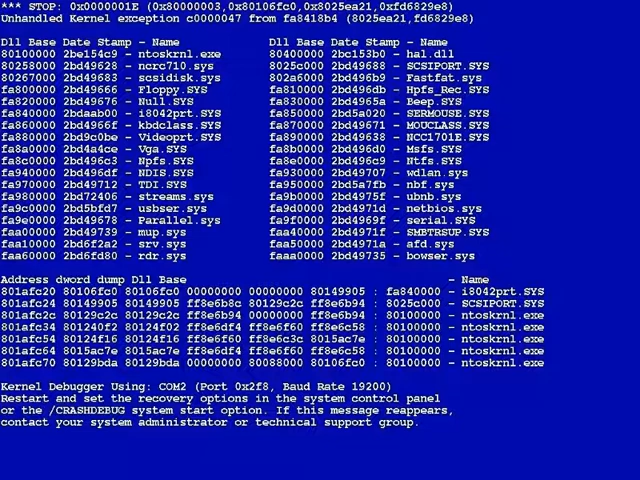 *** STOP: 0x0000001E (0x80000003,0x80106fc0,0x8025ea21,0xfd6829e8)
Unhandled Kernel exception c0000047 from fa8418b4 (8025ea21,fd6829e8)
Dll Base Date Stamp - Name Dll Base Date Stamp - Name
80100000 2be154c9 - ntoskrnl.exe 80400000 2bc153b0 - hal.dll
80258000 2bd49628 - ncrc710.sys 8025c000 2bd49688 - SCSIPORT.SYS
80267000 2bd49683 - scsidisk.sys 802a6000 2bd496b9 - Fastfat.sys
fa800000 2bd49666 - Floppy.SYS fa810000 2bd496db - Hpfs_Rec.SYS
fa820000 2bd49676 - Null.SYS fa830000 2bd4965a - Beep.SYS
fa840000 2bdaab00 - i8042prt.SYS fa850000 2bd5a020 - SERMOUSE.SYS
fa860000 2bd4966f - kbdclass.SYS fa870000 2bd49671 - MOUCLASS.SYS
fa880000 2bd9c0be - Videoprt.SYS fa890000 2bd49638 - NCC1701E.SYS
fa8a0000 2bd4a4ce - Vga.SYS fa8b0000 2bd496d0 - Msfs.SYS
fa8c0000 2bd496c3 - Npfs.SYS fa8e0000 2bd496c9 - Ntfs.SYS
fa940000 2bd496df - NDIS.SYS fa930000 2bd49707 - wdlan.sys
fa970000 2bd49712 - TDI.SYS fa950000 2bd5a7fb - nbf.sys
fa980000 2bd72406 - streams.sys fa9b0000 2bd4975f - ubnb.sys
fa9c0000 2bd5bfd7 - usbser.sys fa9d0000 2bd4971d - netbios.sys
fa9e0000 2bd49678 - Parallel.sys fa9f0000 2bd4969f - serial.SYS
faa00000 2bd49739 - mup.sys faa40000 2bd4971f - SMBTRSUP.SYS
faa10000 2bd6f2a2 - srv.sys faa50000 2bd4971a - afd.sys
faa60000 2bd6fd80 - rdr.sys faaa0000 2bd49735 - bowser.sys
Address dword dump Dll Base - Name
801afc20 80106fc0 80106fc0 00000000 00000000 80149905 : fa840000 - i8042prt.SYS
801afc24 80149905 80149905 ff8e6b8c 80129c2c ff8e6b94 : 8025c000 - SCSIPORT.SYS
801afc2c 80129c2c 80129c2c ff8e6b94 00000000 ff8e6b94 : 80100000 - ntoskrnl.exe
801afc34 801240f2 80124f02 ff8e6df4 ff8e6f60 ff8e6c58 : 80100000 - ntoskrnl.exe
801afc54 80124f16 80124f16 ff8e6f60 ff8e6c3c 8015ac7e : 80100000 - ntoskrnl.exe
801afc64 8015ac7e 8015ac7e ff8e6df4 ff8e6f60 ff8e6c58 : 80100000 - ntoskrnl.exe
801afc70 80129bda 80129bda 00000000 80088000 80106fc0 : 80100000 - ntoskrnl.exe
Kernel Debugger Using: COM2 (Port 0x2f8, Baud Rate 19200)
Restart and set the recovery options in the system control panel
or the /CRASHDEBUG system start option. If this message reappears,
contact your system administrator or technical support group.